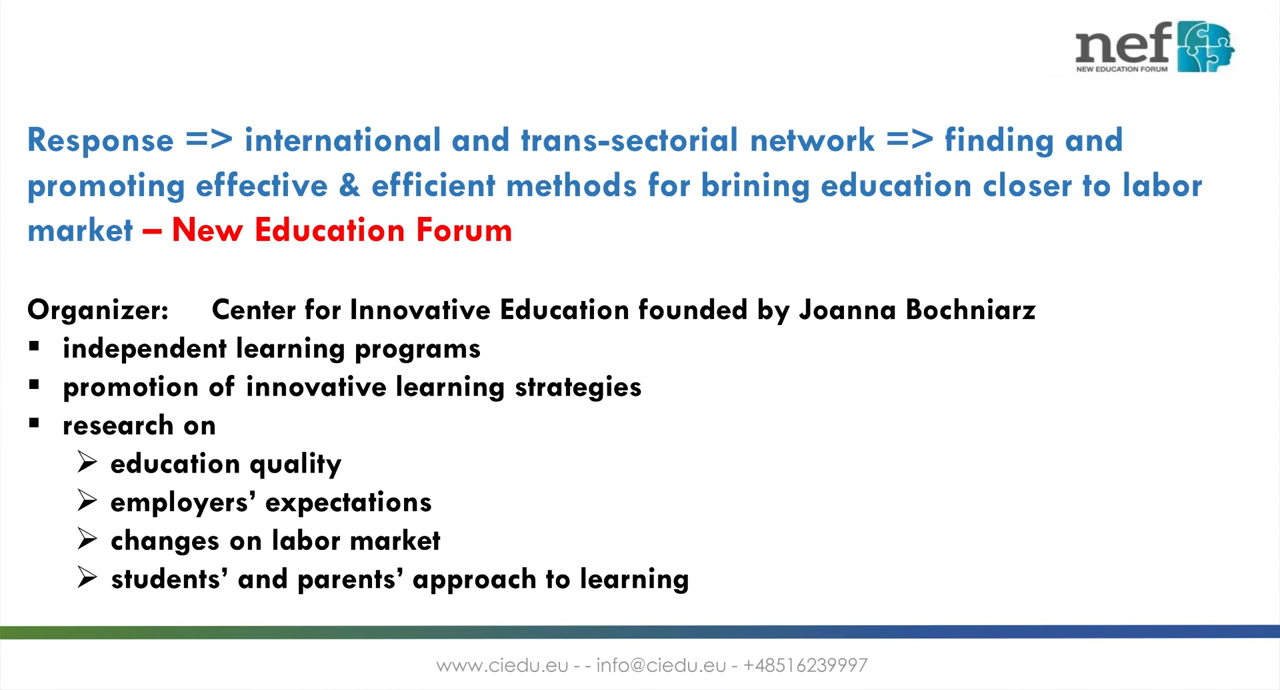 nef
NEW EDUCATION FORUM
Response => international and trans-sectorial network => finding and
promoting effective & efficient methods for brining education closer to labor
market – New Education Forum
Organizer: Center for Innovative Education founded by Joanna Bochniarz
▪ independent learning programs
▪ promotion of innovative learning strategies
▪ research on
➢ education quality
➢ employers’ expectations
➢ changes on labor market
➢ students’ and parents’ approach to learning
www.ciedu.eu - - info@ciedu.eu - +48516239997